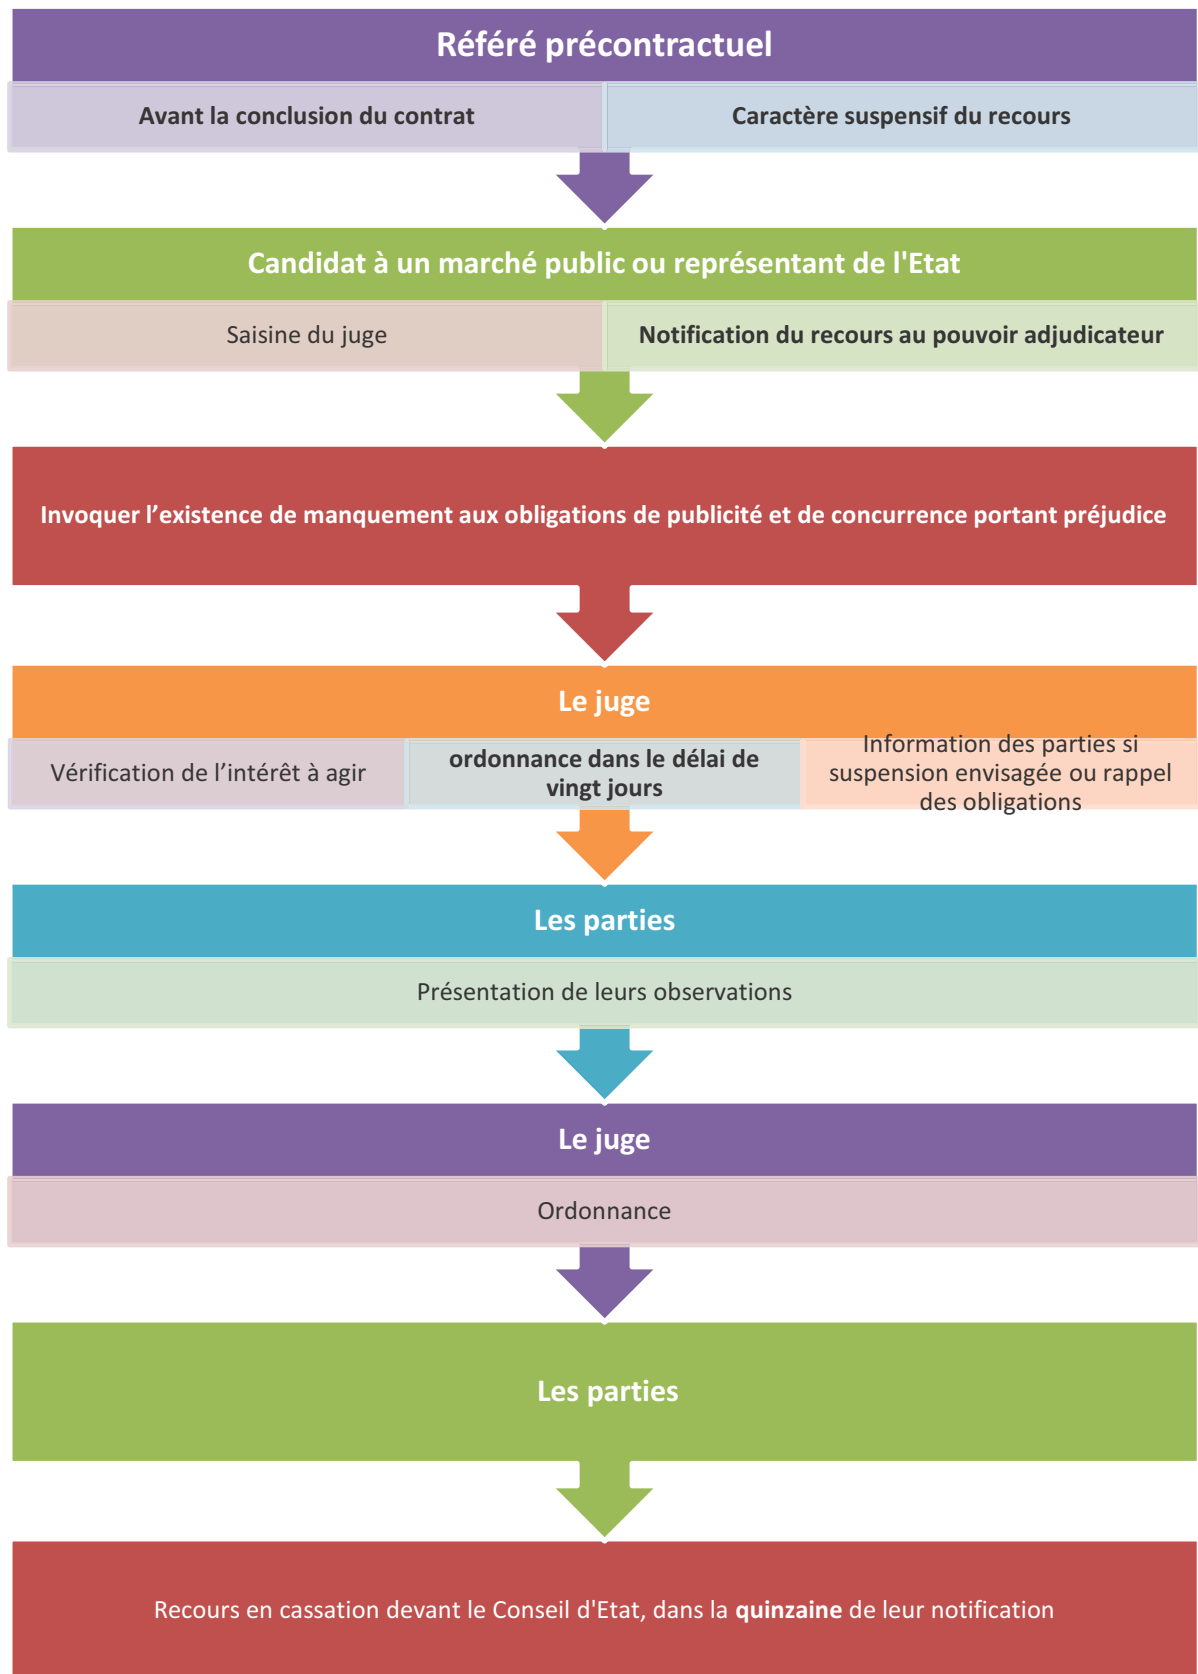 Référé précontractuel
Avant la conclusion du contrat
Caractère suspensif du recours
Candidat à un marché public ou représentant de l'Etat
Saisine du juge
Notification du recours au pouvoir adjudicateur
Invoquer l’existence de manquement aux obligations de publicité et de concurrence portant préjudice
Le juge
Vérification de l’intérêt à agir
ordonnance dans le délai de
vingt jours
Information des parties si
suspension envisagée ou rappel
des obligations
Les parties
Présentation de leurs observations
Le juge
Ordonnance
Les parties
Recours en cassation devant le Conseil d'Etat, dans la quinzaine de leur notification